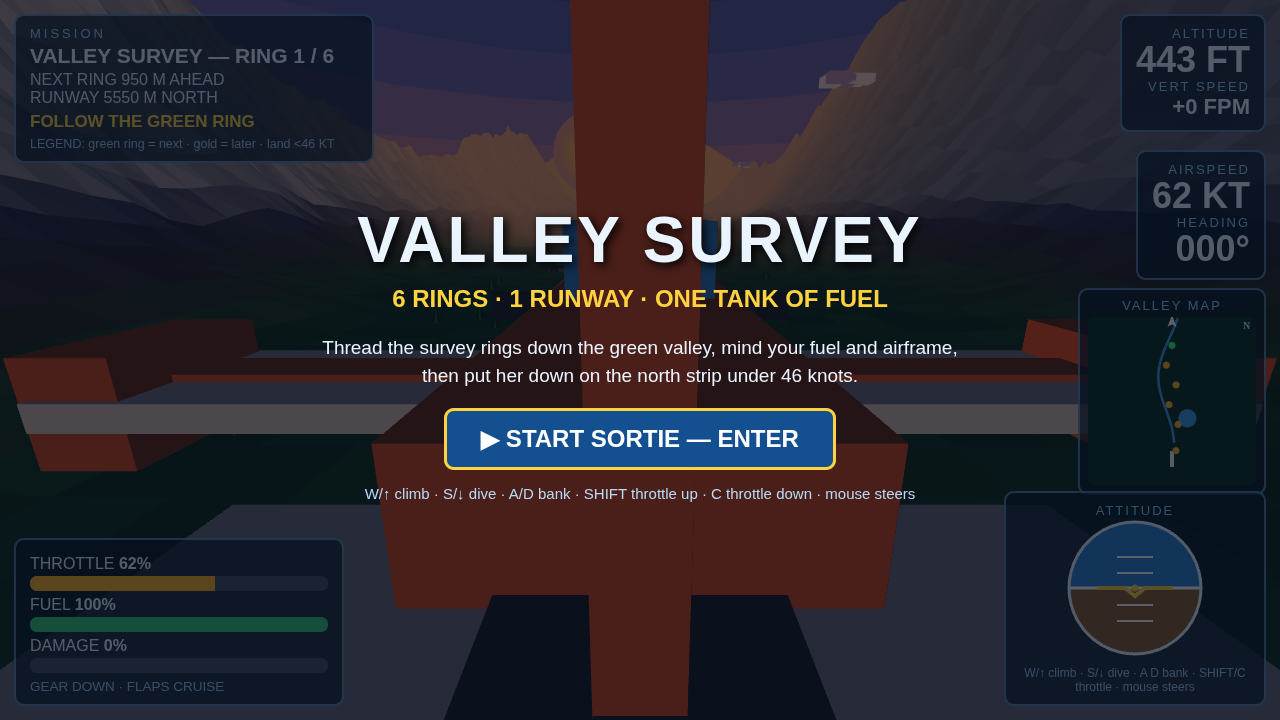 MISSION
VALLEY SURVEY — RING 1 / 6
NEXT RING 950 M AHEAD
RUNWAY 5550 M NORTH
FOLLOW THE GREEN RING
LEGEND: green ring = next · gold = later · land <46 KT
ALTITUDE
443 FT
VERT SPEED
+0 FPM
AIRSPEED
62 KT
HEADING
000°
VALLEY MAP
N
VALLEY SURVEY
6 RINGS · 1 RUNWAY · ONE TANK OF FUEL
Thread the survey rings down the green valley, mind your fuel and airframe,
then put her down on the north strip under 46 knots.
▶ START SORTIE — ENTER
W/↑ climb · S/↓ dive · A/D bank · SHIFT throttle up · C throttle down · mouse steers
THROTTLE 62%
FUEL 100%
DAMAGE 0%
GEAR DOWN · FLAPS CRUISE
ATTITUDE
W/↑ climb · S/↓ dive · A D bank · SHIFT/C
throttle · mouse steers